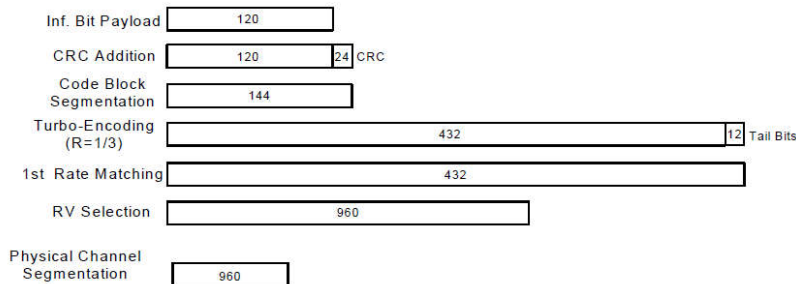 Inf. Bit Payload 120
CRC Addition 120 24 CRC
Code Block
Segmentation 144
Turbo-Encoding
(R=1/3) 432 12 Tail Bits
1st Rate Matching 432
RV Selection 960
Physical Channel
Segmentation 960